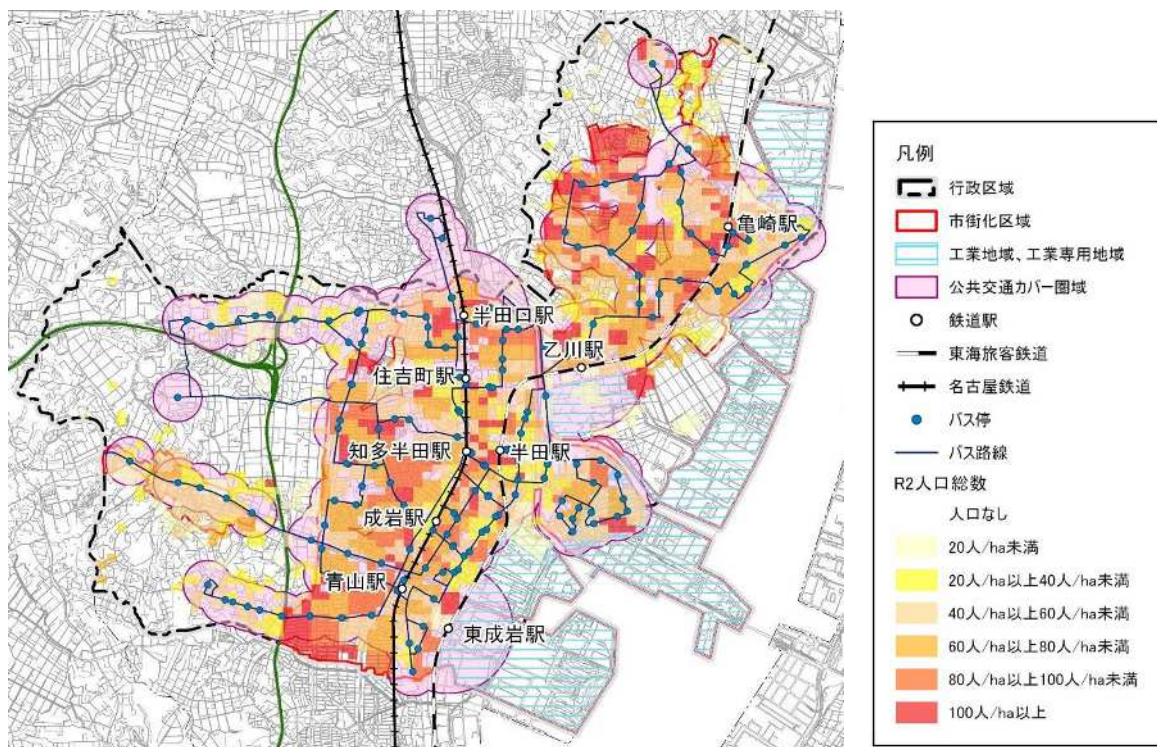 亀崎駅
半田口駅
乙川駅
住吉町駅
知多半田駅
半田駅
成岩駅
青山駅
東成岩駅
凡例
行政区域
市街化区域
工業地域、工業専用地域
公共交通カバー圏域
鉄道駅
東海旅客鉄道
名古屋鉄道
バス停
バス路線
R2人口総数
人口なし
20人/ha未満
20人/ha以上40人/ha未満
40人/ha以上60人/ha未満
60人/ha以上80人/ha未満
80人/ha以上100人/ha未満
100人/ha以上